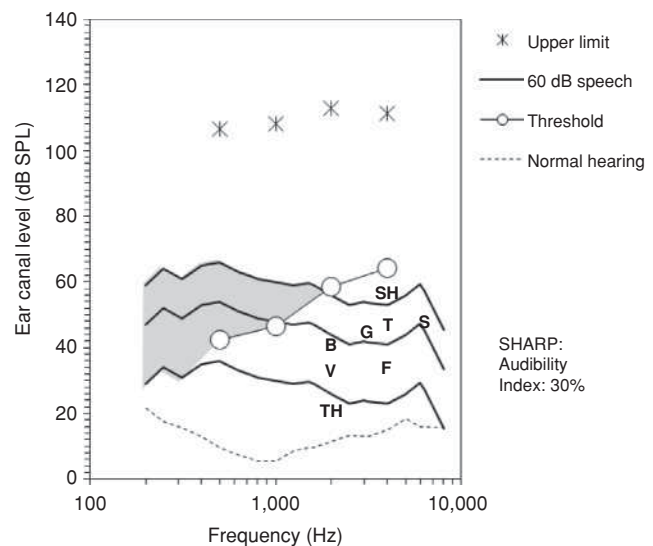 140
120
100
80
60
40
20
0
100
1,000
10,000
Ear canal level (dB SPL)
Frequency (Hz)
SH
T
S
G
B
V
F
TH
Upper limit
60 dB speech
Threshold
Normal hearing
SHARP:
Audibility
Index: 30%